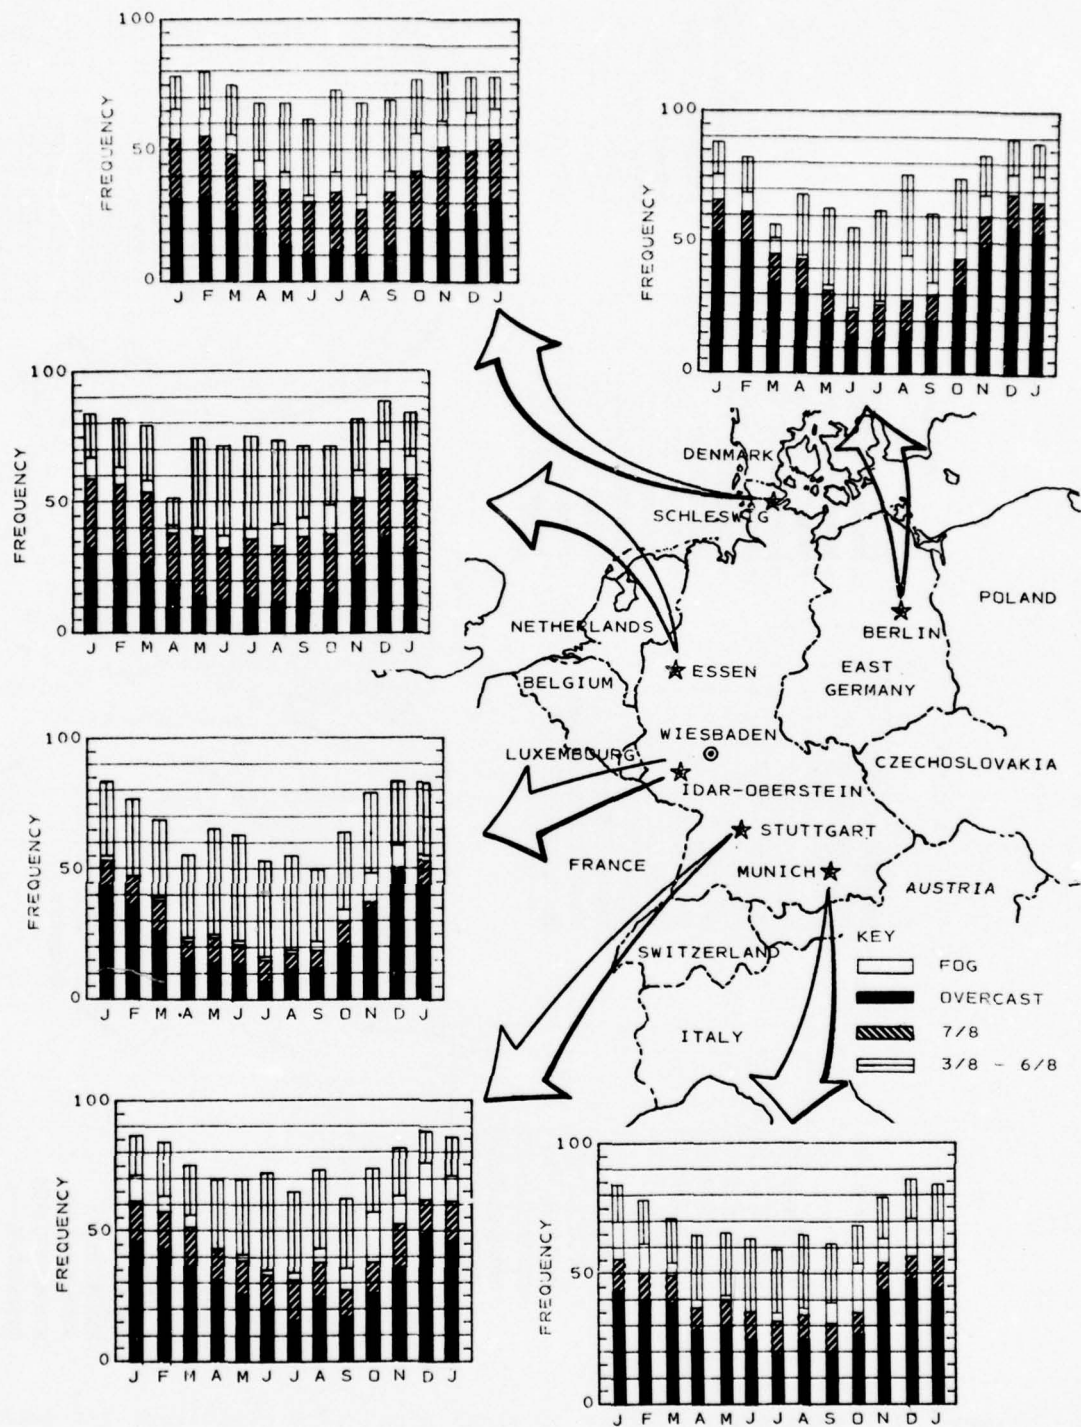 100
FREQUENCY
50
0
J F M A M J J A S O N D J
100
FREQUENCY
50
0
J F M A M J J A S O N D J
100
FREQUENCY
50
0
J F M A M J J A S O N D J
DENMARK
SCHLESWIG
POLAND
NETHERLANDS
BERLIN
BELGIUM
ESSEN
EAST
GERMANY
WIESBADEN
LUXEMBOURG
CZECHOSLOVAKIA
IDAR-OBERSTEIN
STUTTGART
FRANCE
MUNICH
AUSTRIA
SWITZERLAND
ITALY
KEY
FOG
OVERCAST
7/8
3/8 - 6/8
100
FREQUENCY
50
0
J F M A M J J A S O N D J
100
FREQUENCY
50
0
J F M A M J J A S O N D J
100
FREQUENCY
50
0
J F M A M J J A S O N D J